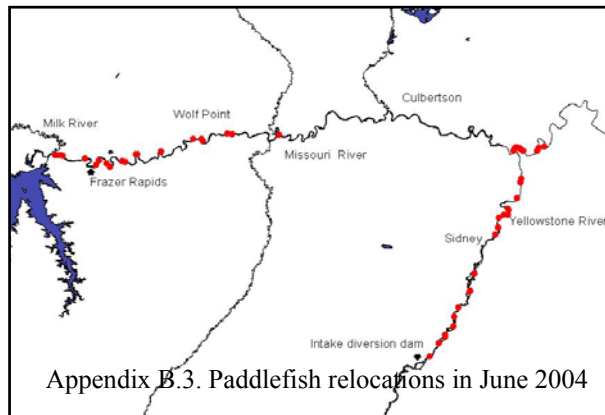 Culbertson
Wolf Point
Milk River
Missouri River
Frazer Rapids
Yellowstone River
Sidney
Intake diversion dam
Appendix B.3. Paddlefish relocations in June 2004